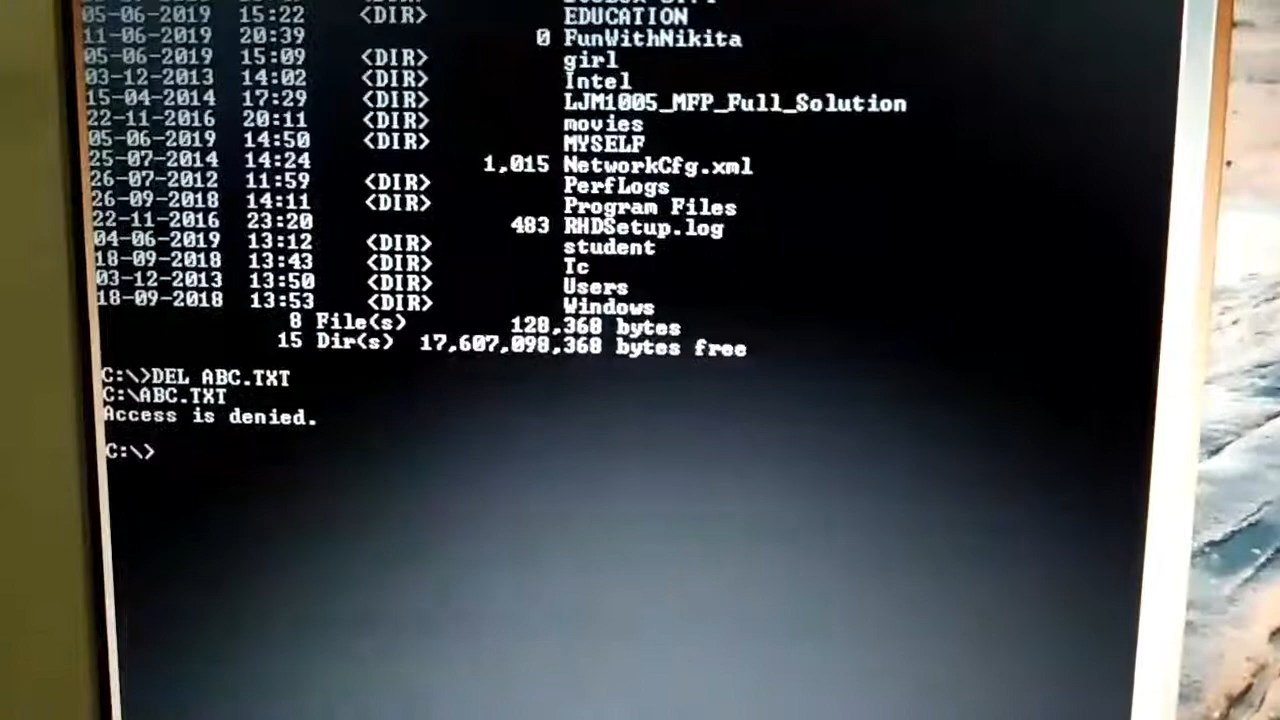 05-06-2019  15:22    <DIR>          EDUCATION
11-06-2019  20:39                 0 FunWithNikita
05-06-2019  15:09    <DIR>          girl
03-12-2013  14:02    <DIR>          Intel
15-04-2014  17:29    <DIR>          LJM1005_MFP_Full_Solution
22-11-2016  20:11    <DIR>          movies
05-06-2019  14:50    <DIR>          MYSELF
25-07-2014  14:24             1,015 NetworkCfg.xml
26-07-2012  11:59    <DIR>          PerfLogs
26-09-2018  14:11    <DIR>          Program Files
22-11-2016  23:20               483 RHDSetup.log
04-06-2019  13:12    <DIR>          student
18-09-2018  13:43    <DIR>          Tc
03-12-2013  13:50    <DIR>          Users
18-09-2018  13:53    <DIR>          Windows
8 File(s)        128,368 bytes
15 Dir(s)  17,607,098,368 bytes free
C:\>DEL ABC.TXT
C:\ABC.TXT
Access is denied.
C:\>